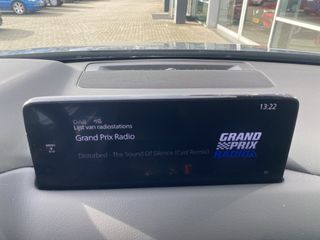 13:22
DAB
Lijst van radiostations
Grand Prix Radio
Disturbed - The Sound Of Silence (Cyril Remix)
MENU
GRAND
PRIX
RADIO